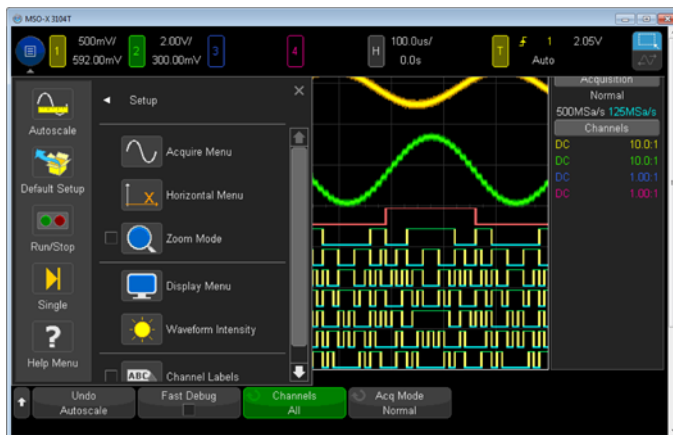 MSO-X 3104T
1 500mV/ 592.00mV
2 2.00V/ 300.00mV
3
4
H 100.0us/ 0.0s
T 1 2.05V
Auto
Autoscale
Default Setup
Run/Stop
Single
Help Menu
Setup
Acquire Menu
Horizontal Menu
Zoom Mode
Display Menu
Waveform Intensity
ABC Channel Labels
Acquisition
Normal
500MSa/s 125MSa/s
Channels
DC 10.0:1
DC 10.0:1
DC 1.00:1
DC 1.00:1
Undo Autoscale
Fast Debug
Channels All
Acq Mode Normal